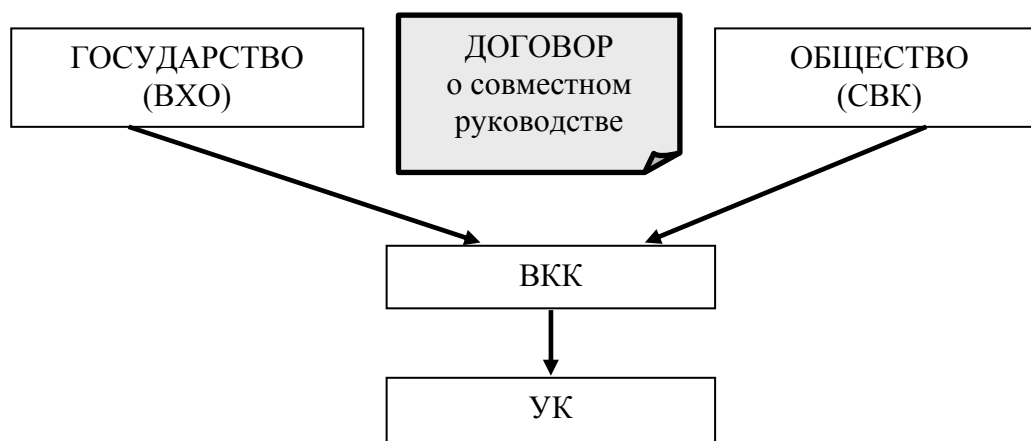 ГОСУДАРСТВО
(ВХО)
ДОГОВОР
о совместном
руководстве
ОБЩЕСТВО
(СВК)
ВКК
УК